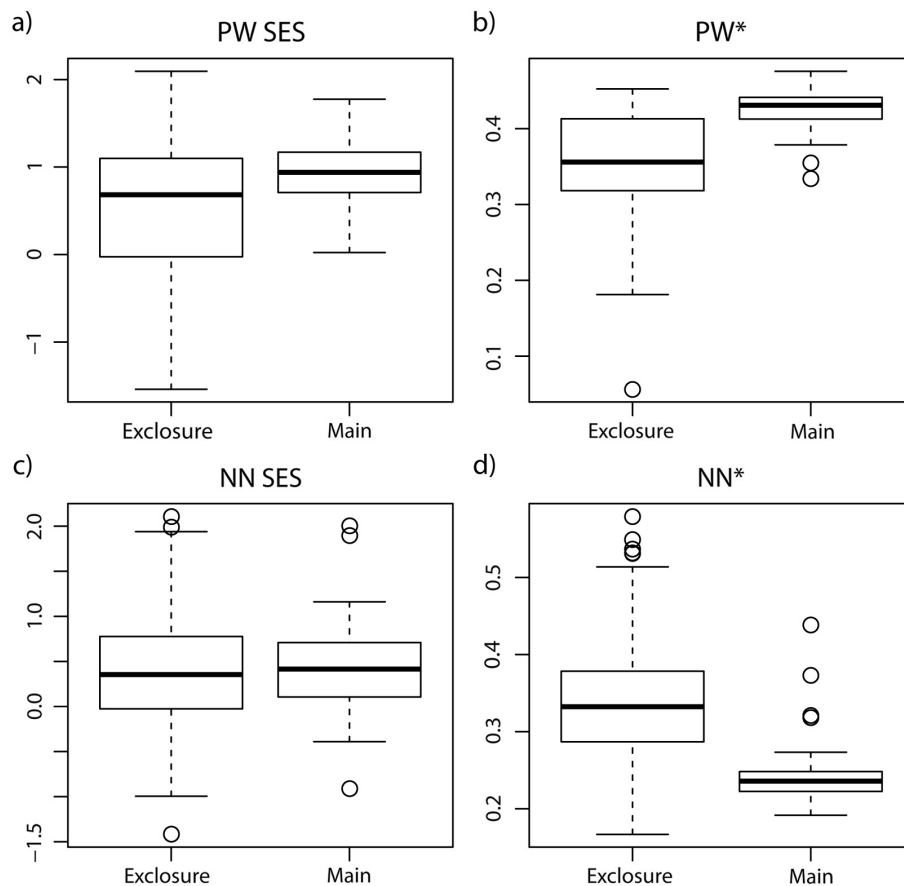 a)
PW SES
2
1
0
−1
Exclosure
Main
b)
PW*
0.4
0.3
0.2
0.1
Exclosure
Main
c)
NN SES
2.0
1.0
0.0
−1.5
Exclosure
Main
d)
NN*
0.5
0.4
0.3
0.2
Exclosure
Main